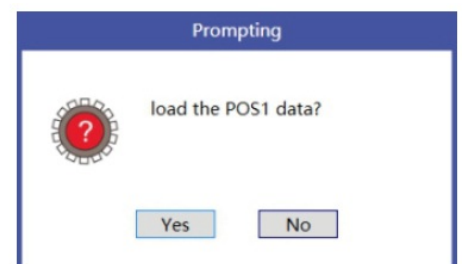 Prompting
?
load the POS1 data?
Yes
No